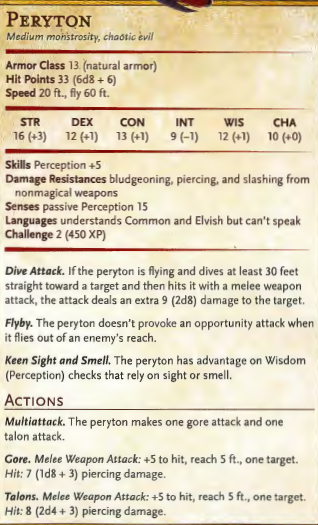 PERYTON
Medium monstrosity, chaotic evil
Armor Class 13 (natural armor)
Hit Points 33 (6d8 + 6)
Speed 20 ft., fly 60 ft.
STR DEX CON INT WIS CHA
16 (+3) 12 (+1) 13 (+1) 9 (−1) 12 (+1) 10 (+0)
Skills Perception +5
Damage Resistances bludgeoning, piercing, and slashing from
nonmagical weapons
Senses passive Perception 15
Languages understands Common and Elvish but can't speak
Challenge 2 (450 XP)
Dive Attack. If the peryton is flying and dives at least 30 feet
straight toward a target and then hits it with a melee weapon
attack, the attack deals an extra 9 (2d8) damage to the target.
Flyby. The peryton doesn't provoke an opportunity attack when
it flies out of an enemy's reach.
Keen Sight and Smell. The peryton has advantage on Wisdom
(Perception) checks that rely on sight or smell.
ACTIONS
Multiattack. The peryton makes one gore attack and one
talon attack.
Gore. Melee Weapon Attack: +5 to hit, reach 5 ft., one target.
Hit: 7 (1d8 + 3) piercing damage.
Talons. Melee Weapon Attack: +5 to hit, reach 5 ft., one target.
Hit: 8 (2d4 + 3) piercing damage.